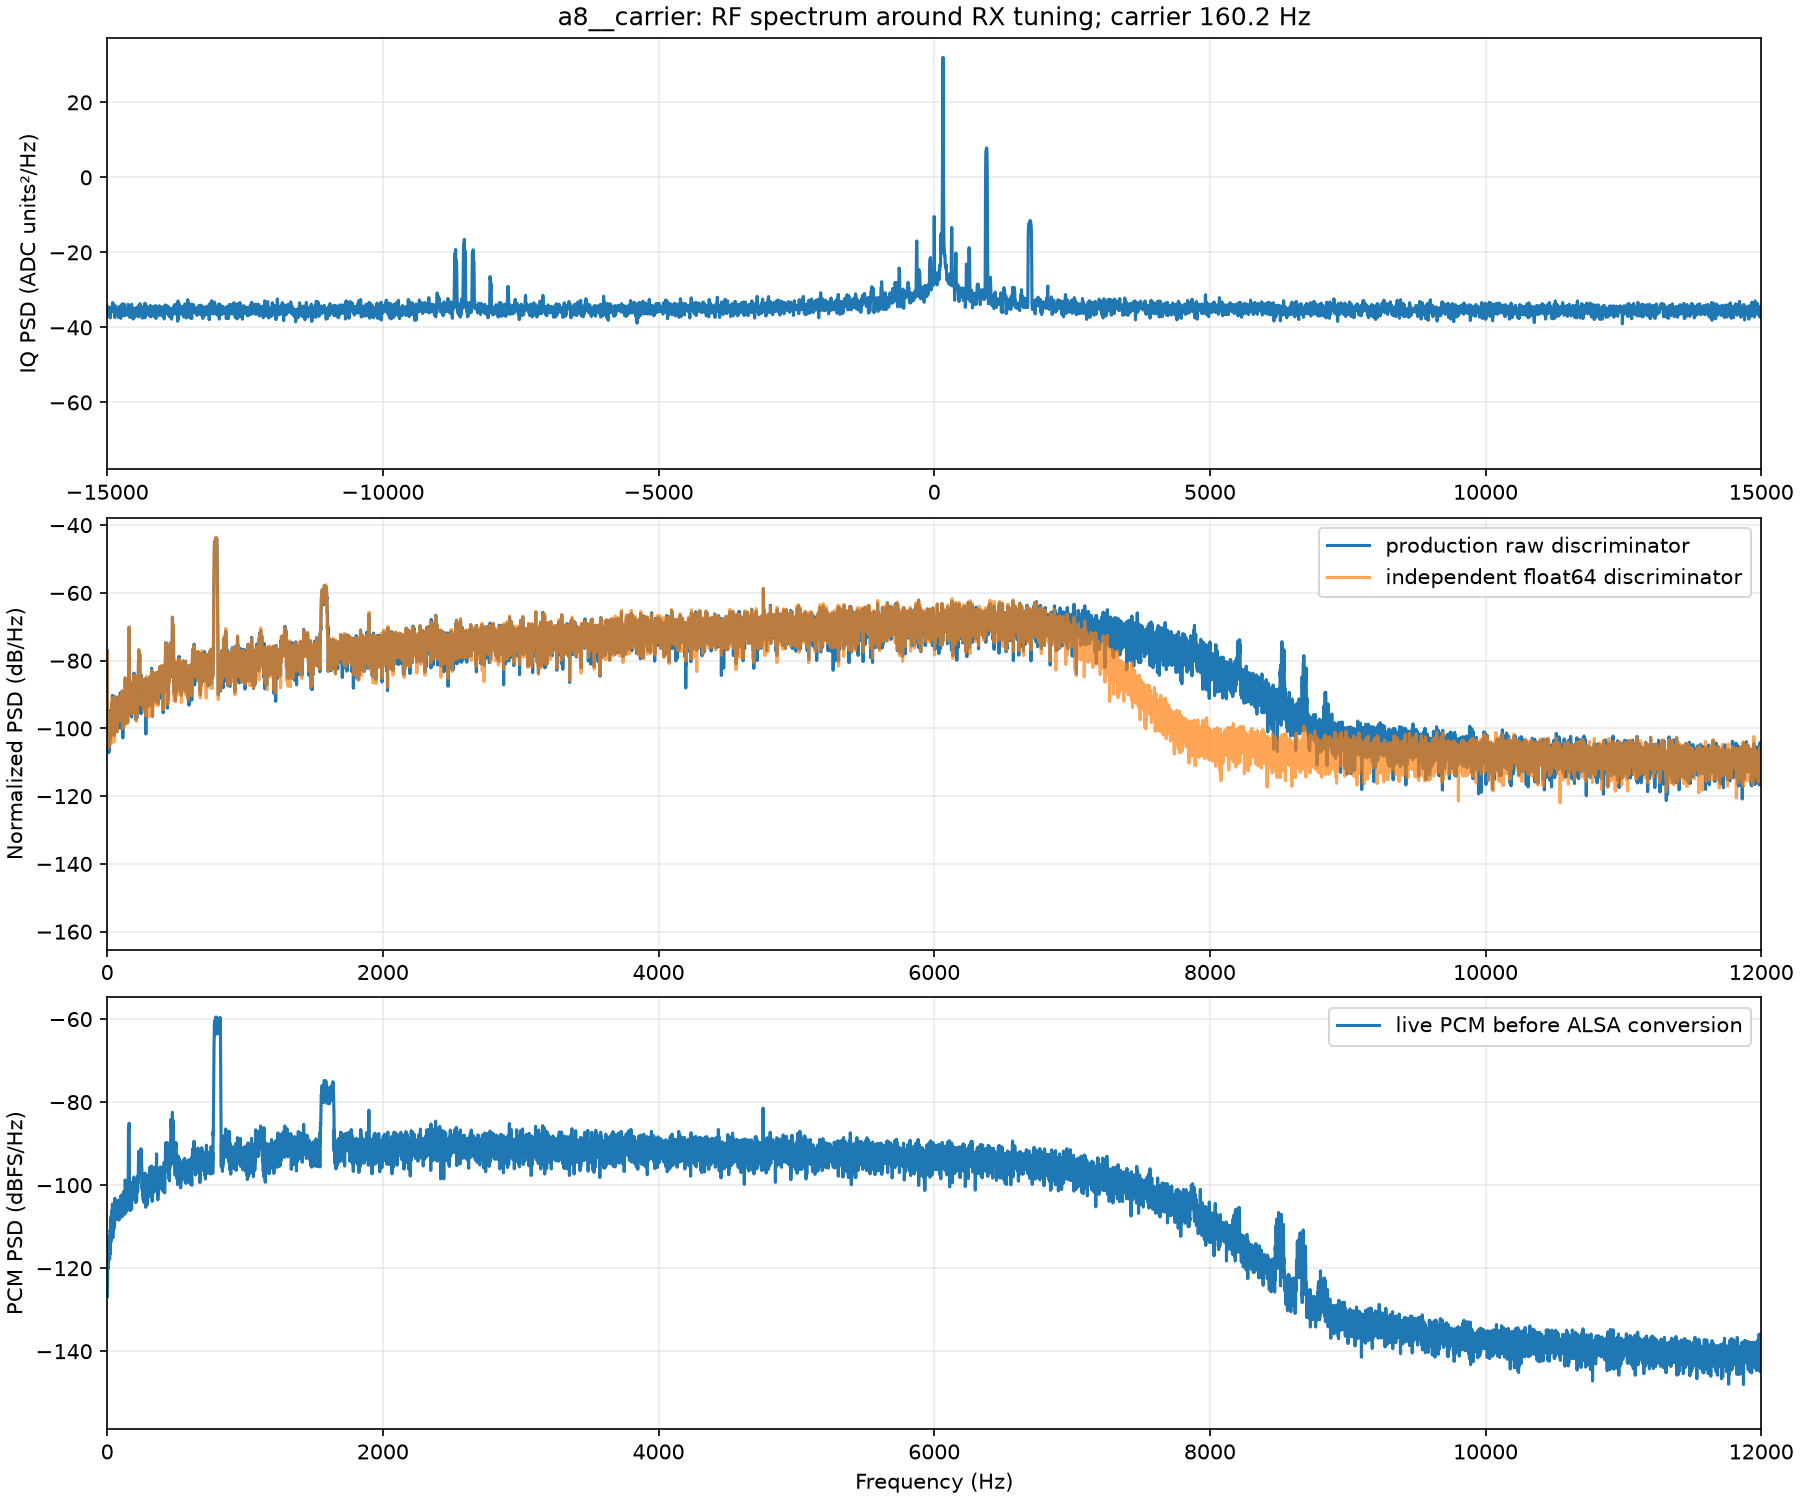 a8__carrier: RF spectrum around RX tuning; carrier 160.2 Hz
IQ PSD (ADC units²/Hz)
20
0
−20
−40
−60
−15000 −10000 −5000 0 5000 10000 15000
Normalized PSD (dB/Hz)
production raw discriminator
independent float64 discriminator
−40
−60
−80
−100
−120
−140
−160
0 2000 4000 6000 8000 10000 12000
PCM PSD (dBFS/Hz)
live PCM before ALSA conversion
−60
−80
−100
−120
−140
0 2000 4000 6000 8000 10000 12000
Frequency (Hz)